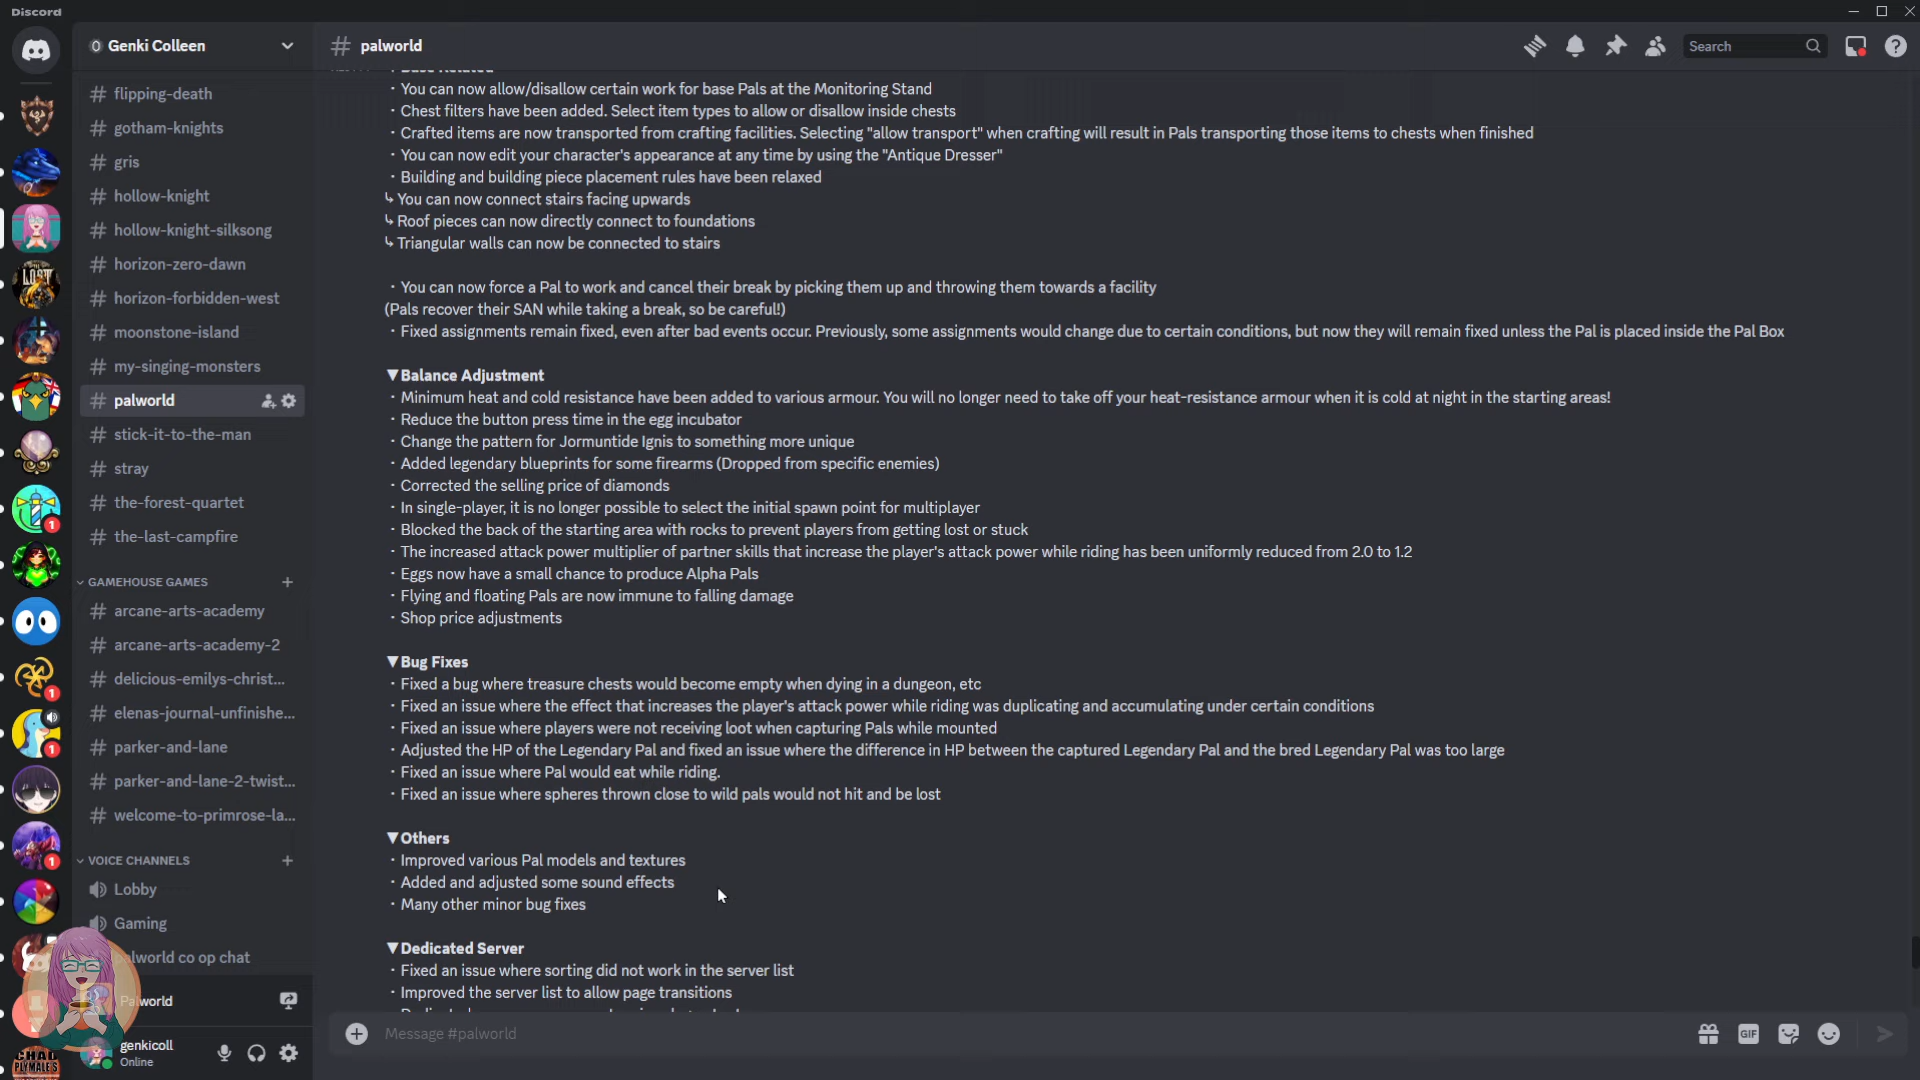 Discord
Genki Colleen
# palworld
Search
# flipping-death
# gotham-knights
# gris
# hollow-knight
# hollow-knight-silksong
# horizon-zero-dawn
# horizon-forbidden-west
# moonstone-island
# my-singing-monsters
# palworld
# stick-it-to-the-man
# stray
# the-forest-quartet
# the-last-campfire
GAMEHOUSE GAMES
# arcane-arts-academy
# arcane-arts-academy-2
# delicious-emilys-christ...
# elenas-journal-unfinishe...
# parker-and-lane
# parker-and-lane-2-twist...
# welcome-to-primrose-la...
VOICE CHANNELS
Lobby
Gaming
co op chat
genkicoll
Online
LOST
1
1
1
1
・You can now allow/disallow certain work for base Pals at the Monitoring Stand
・Chest filters have been added. Select item types to allow or disallow inside chests
・Crafted items are now transported from crafting facilities. Selecting "allow transport" when crafting will result in Pals transporting those items to chests when finished
・You can now edit your character's appearance at any time by using the "Antique Dresser"
・Building and building piece placement rules have been relaxed
↳You can now connect stairs facing upwards
↳Roof pieces can now directly connect to foundations
↳Triangular walls can now be connected to stairs
・You can now force a Pal to work and cancel their break by picking them up and throwing them towards a facility
(Pals recover their SAN while taking a break, so be careful!)
・Fixed assignments remain fixed, even after bad events occur. Previously, some assignments would change due to certain conditions, but now they will remain fixed unless the Pal is placed inside the Pal Box
▼Balance Adjustment
・Minimum heat and cold resistance have been added to various armour. You will no longer need to take off your heat-resistance armour when it is cold at night in the starting areas!
・Reduce the button press time in the egg incubator
・Change the pattern for Jormuntide Ignis to something more unique
・Added legendary blueprints for some firearms (Dropped from specific enemies)
・Corrected the selling price of diamonds
・In single-player, it is no longer possible to select the initial spawn point for multiplayer
・Blocked the back of the starting area with rocks to prevent players from getting lost or stuck
・The increased attack power multiplier of partner skills that increase the player's attack power while riding has been uniformly reduced from 2.0 to 1.2
・Eggs now have a small chance to produce Alpha Pals
・Flying and floating Pals are now immune to falling damage
・Shop price adjustments
▼Bug Fixes
・Fixed a bug where treasure chests would become empty when dying in a dungeon, etc
・Fixed an issue where the effect that increases the player's attack power while riding was duplicating and accumulating under certain conditions
・Fixed an issue where players were not receiving loot when capturing Pals while mounted
・Adjusted the HP of the Legendary Pal and fixed an issue where the difference in HP between the captured Legendary Pal and the bred Legendary Pal was too large
・Fixed an issue where Pal would eat while riding.
・Fixed an issue where spheres thrown close to wild pals would not hit and be lost
▼Others
・Improved various Pal models and textures
・Added and adjusted some sound effects
・Many other minor bug fixes
▼Dedicated Server
・Fixed an issue where sorting did not work in the server list
・Improved the server list to allow page transitions
Message #palworld
GIF